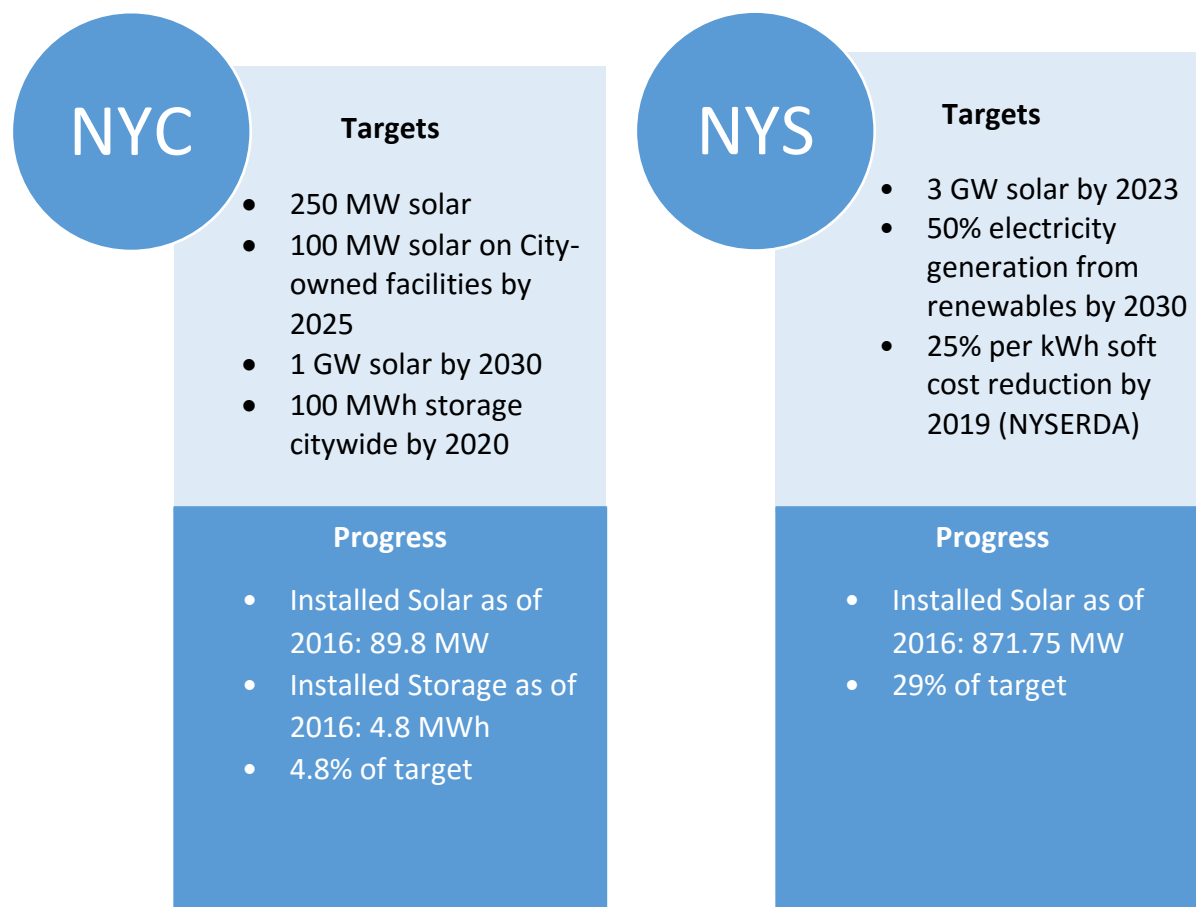 NYC
Targets
• 250 MW solar
• 100 MW solar on City-
owned facilities by
2025
• 1 GW solar by 2030
• 100 MWh storage
citywide by 2020
Progress
• Installed Solar as of
2016: 89.8 MW
• Installed Storage as of
2016: 4.8 MWh
• 4.8% of target
NYS
Targets
• 3 GW solar by 2023
• 50% electricity
generation from
renewables by 2030
• 25% per kWh soft
cost reduction by
2019 (NYSERDA)
Progress
• Installed Solar as of
2016: 871.75 MW
• 29% of target